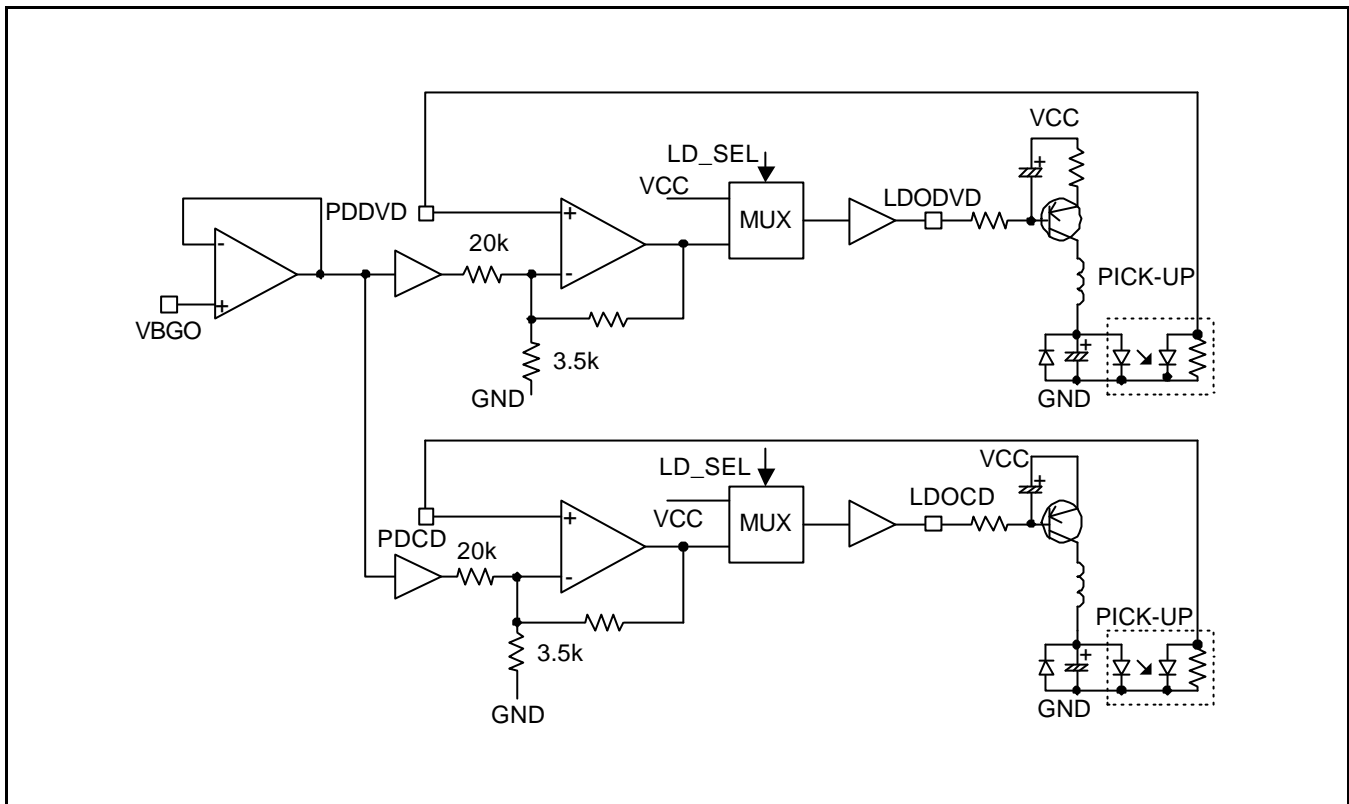 VCC
LD_SEL
VCC
MUX
LDODVD
PDDVD
+
+
-
20k
-
+
PICK-UP
VBGO
3.5k
+
GND
GND
LD_SEL
VCC
+
LDOCD
VCC
MUX
+
PDCD
20k
-
PICK-UP
3.5k
+
GND
GND